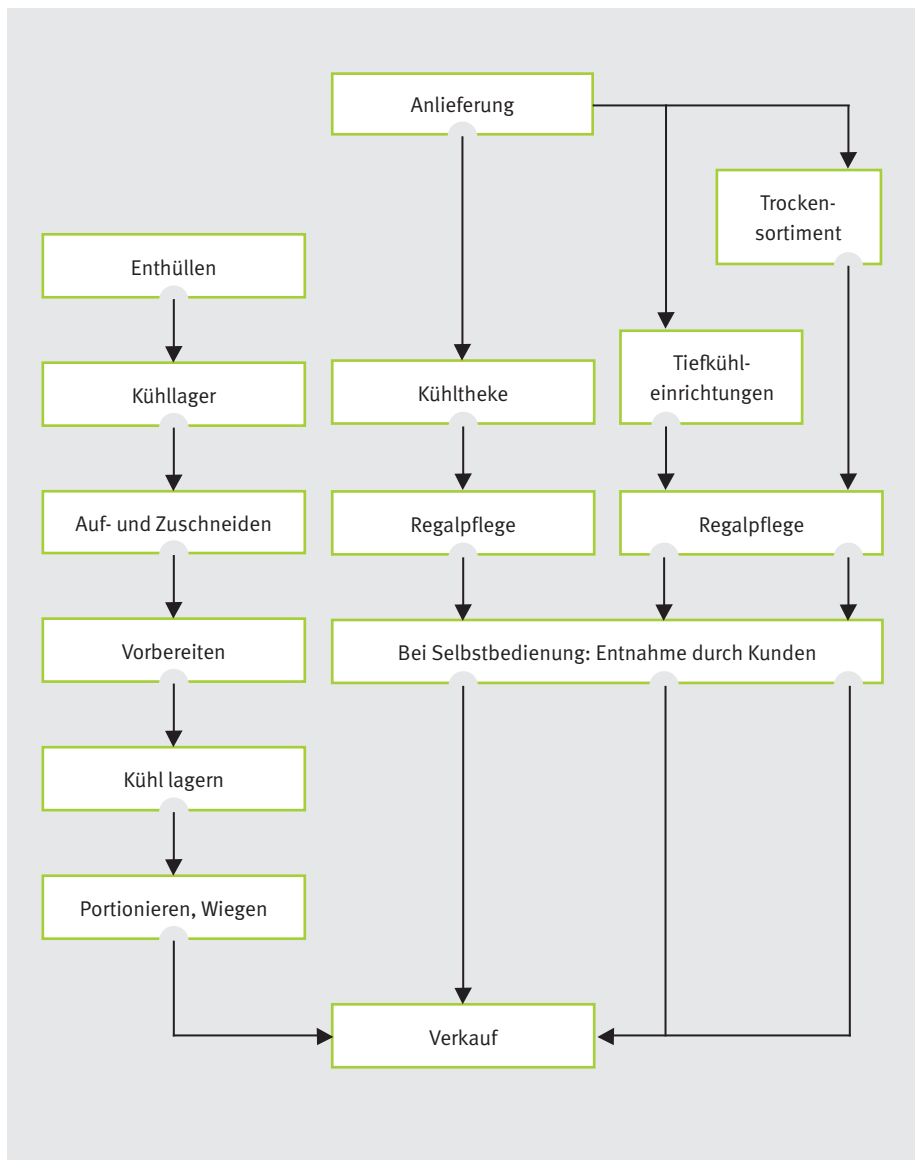 Anlieferung
Trocken-
sortiment
Enthüllen
Tiefkühl-
einrichtungen
Kühllager
Kühltheke
Auf- und Zuschneiden
Regalpflege
Regalpflege
Vorbereiten
Bei Selbstbedienung: Entnahme durch Kunden
Kühl lagern
Portionieren, Wiegen
Verkauf